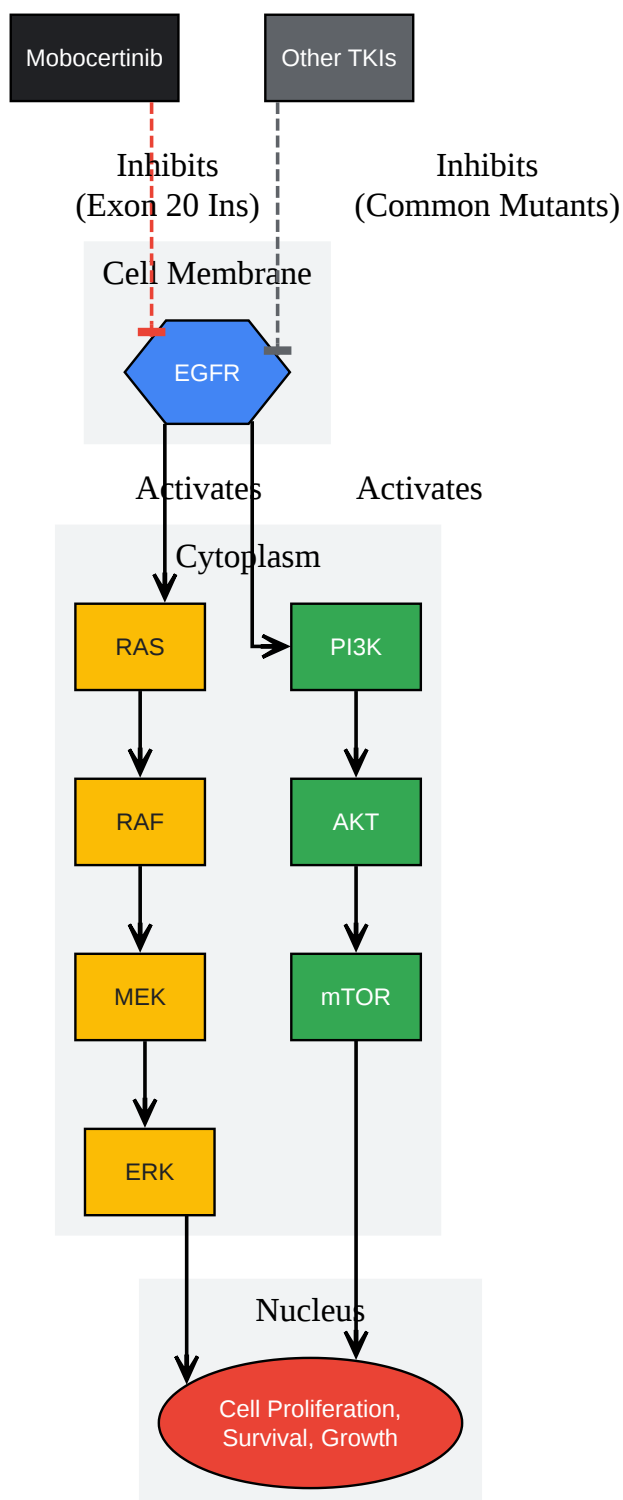 Mobocertinib
Other TKIs
Inhibits
(Exon 20 Ins)
Inhibits
(Common Mutants)
Cell Membrane
EGFR
Activates
Activates
Cytoplasm
RAS
PI3K
RAF
AKT
MEK
mTOR
ERK
Nucleus
Cell Proliferation,
Survival, Growth